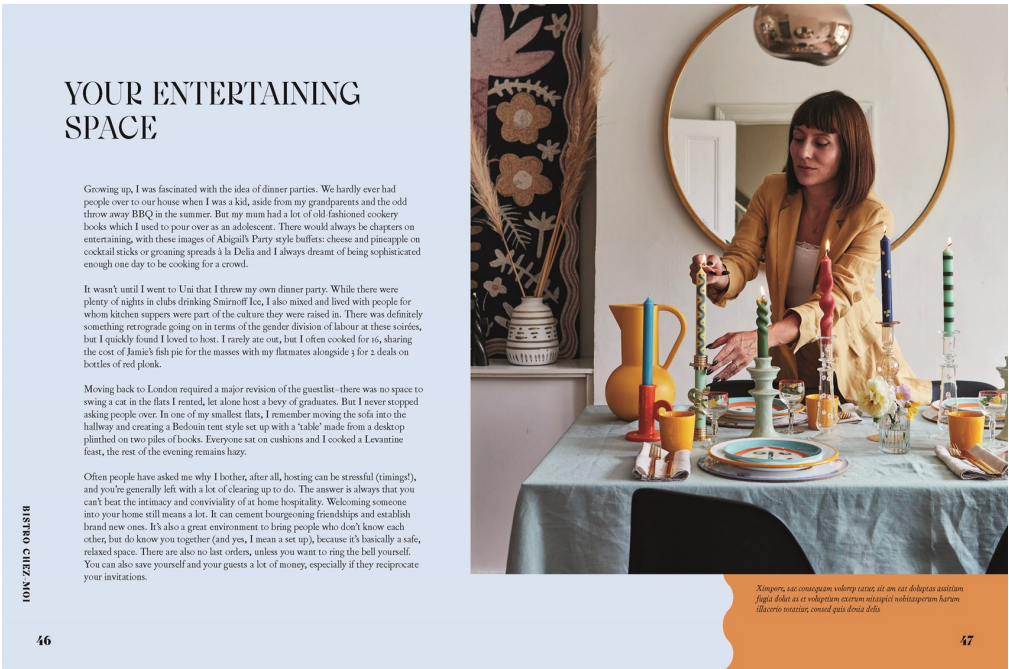 YOUR ENTERTAINING
SPACE
Growing up, I was fascinated with the idea of dinner parties. We hardly ever had
people over to our house when I was a kid, aside from my grandparents and the odd
throw away BBQ in the summer. But my mum had a lot of old-fashioned cookery
books which I used to pour over as an adolescent. There would always be chapters on
entertaining, with these images of Abigail’s Party style buffets: cheese and pineapple on
cocktail sticks or groaning spreads à la Delia and I always dreamt of being sophisticated
enough one day to be cooking for a crowd.
It wasn’t until I went to Uni that I threw my own dinner party. While there were
plenty of nights in clubs drinking Smirnoff Ice, I also mixed and lived with people for
whom kitchen suppers were part of the culture they were raised in. There was definitely
something retrograde going on in terms of the gender division of labour at these soirées,
but I quickly found I loved to host. I rarely ate out, but I often cooked for 16, sharing
the cost of Jamie’s fish pie for the masses with my flatmates alongside 3 for 2 deals on
bottles of red plonk.
Moving back to London required a major revision of the guestlist–there was no space to
swing a cat in the flats I rented, let alone host a bevy of graduates. But I never stopped
asking people over. In one of my smallest flats, I remember moving the sofa into the
hallway and creating a Bedouin tent style set up with a ‘table’ made from a desktop
plinthed on two piles of books. Everyone sat on cushions and I cooked a Levantine
feast, the rest of the evening remains hazy.
Often people have asked me why I bother, after all, hosting can be stressful (timings!),
and you’re generally left with a lot of clearing up to do. The answer is always that you
can’t beat the intimacy and conviviality of at home hospitality. Welcoming someone
into your home still means a lot. It can cement bourgeoning friendships and establish
brand new ones. It’s also a great environment to bring people who don’t know each
other, but do know you together (and yes, I mean a set up), because it’s basically a safe,
relaxed space. There are also no last orders, unless you want to ring the bell yourself.
You can also save yourself and your guests a lot of money, especially if they reciprocate
your invitations.
BISTRO CHEZ MOI
46
Ximpore, sae consequam volorep tatur, sit am eat doluptas assitium
fugia dolut as et voluptium exerum nitaspici nobitasperum harum
illacerio totatiur, consed quis denia delis
47